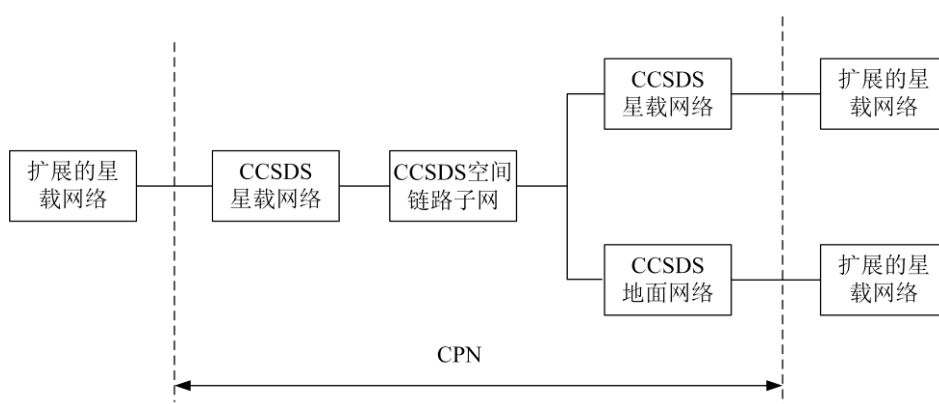 CCSDS
星载网络
扩展的星
载网络
扩展的星
载网络
CCSDS
星载网络
CCSDS空间
链路子网
CCSDS
地面网络
扩展的星
载网络
CPN